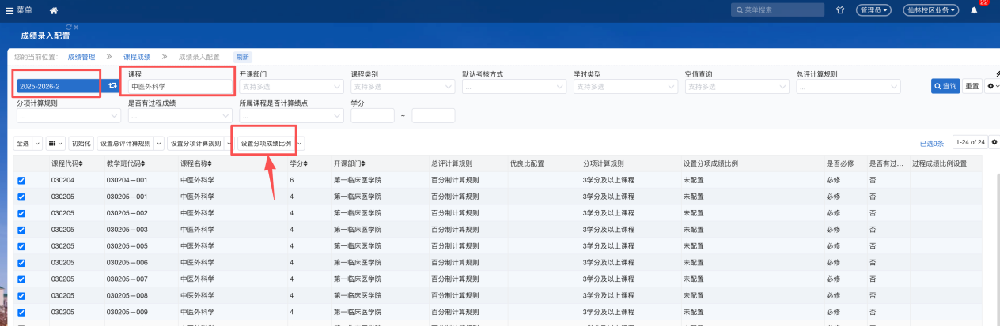 菜单 菜单搜索 管理员 仙林校区业务 22
成绩录入配置
您的当前位置: 成绩管理 课程成绩 成绩录入配置 刷新
课程 开课部门 课程类别 默认考核方式 学时类型 空值查询 总评计算规则
2025-2026-2 中医外科学 支持多选 支持多选 ... 支持多选 支持多选 ... 查询 重置
分项计算规则 是否有过程成绩 所属课程是否计算绩点 学分
... ... ... ~
全选 初始化 设置总评计算规则 设置分项计算规则 设置分项成绩比例 已选9条 1-24 of 24
课程代码 教学班代码 课程名称 学分 开课部门 总评计算规则 优良比配置 分项计算规则 设置分项成绩比例 是否必修 是否有过... 过程成绩比例设置
030204 030204—001 中医外科学 6 第一临床医学院 百分制计算规则 3学分及以上课程 未配置 必修 否
030205 030205—001 中医外科学 4 第一临床医学院 百分制计算规则 3学分及以上课程 未配置 必修 否
030205 030205—002 中医外科学 4 第一临床医学院 百分制计算规则 3学分及以上课程 未配置 必修 否
030205 030205—003 中医外科学 4 第一临床医学院 百分制计算规则 3学分及以上课程 未配置 必修 否
030205 030205—005 中医外科学 4 第一临床医学院 百分制计算规则 3学分及以上课程 未配置 必修 否
030205 030205—006 中医外科学 4 第一临床医学院 百分制计算规则 3学分及以上课程 未配置 必修 否
030205 030205—007 中医外科学 4 第一临床医学院 百分制计算规则 3学分及以上课程 未配置 必修 否
030205 030205—008 中医外科学 4 第一临床医学院 百分制计算规则 3学分及以上课程 未配置 必修 否
030205 030205—009 中医外科学 4 第一临床医学院 百分制计算规则 3学分及以上课程 未配置 必修 否